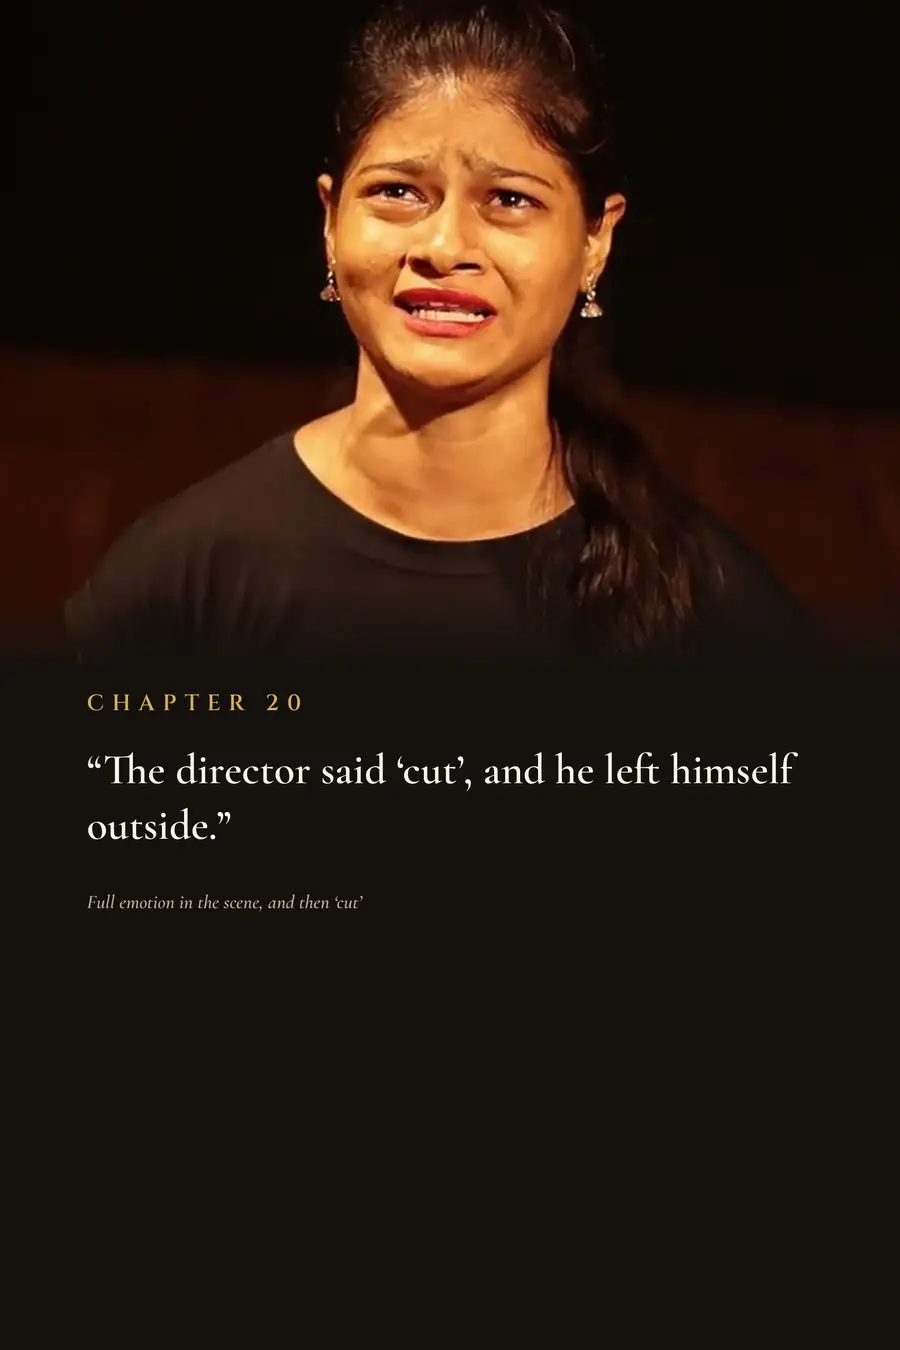 CHAPTER 20
“The director said ‘cut’, and he left himself
outside.”
Full emotion in the scene, and then ‘cut’